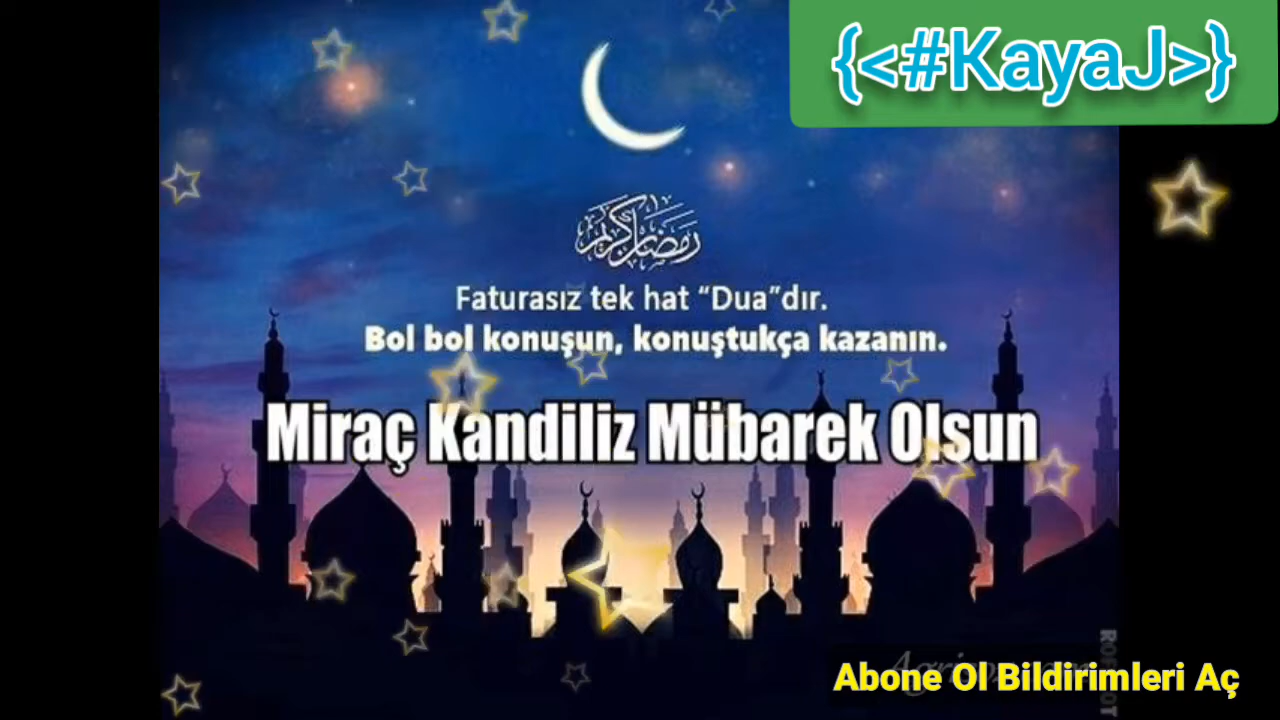 {<#KayaJ>}
رمضان كريم
Faturasız tek hat “Dua”dır.
Bol bol konuşun, konuştukça kazanın.
Miraç Kandiliz Mübarek Olsun
Abone Ol Bildirimleri Aç